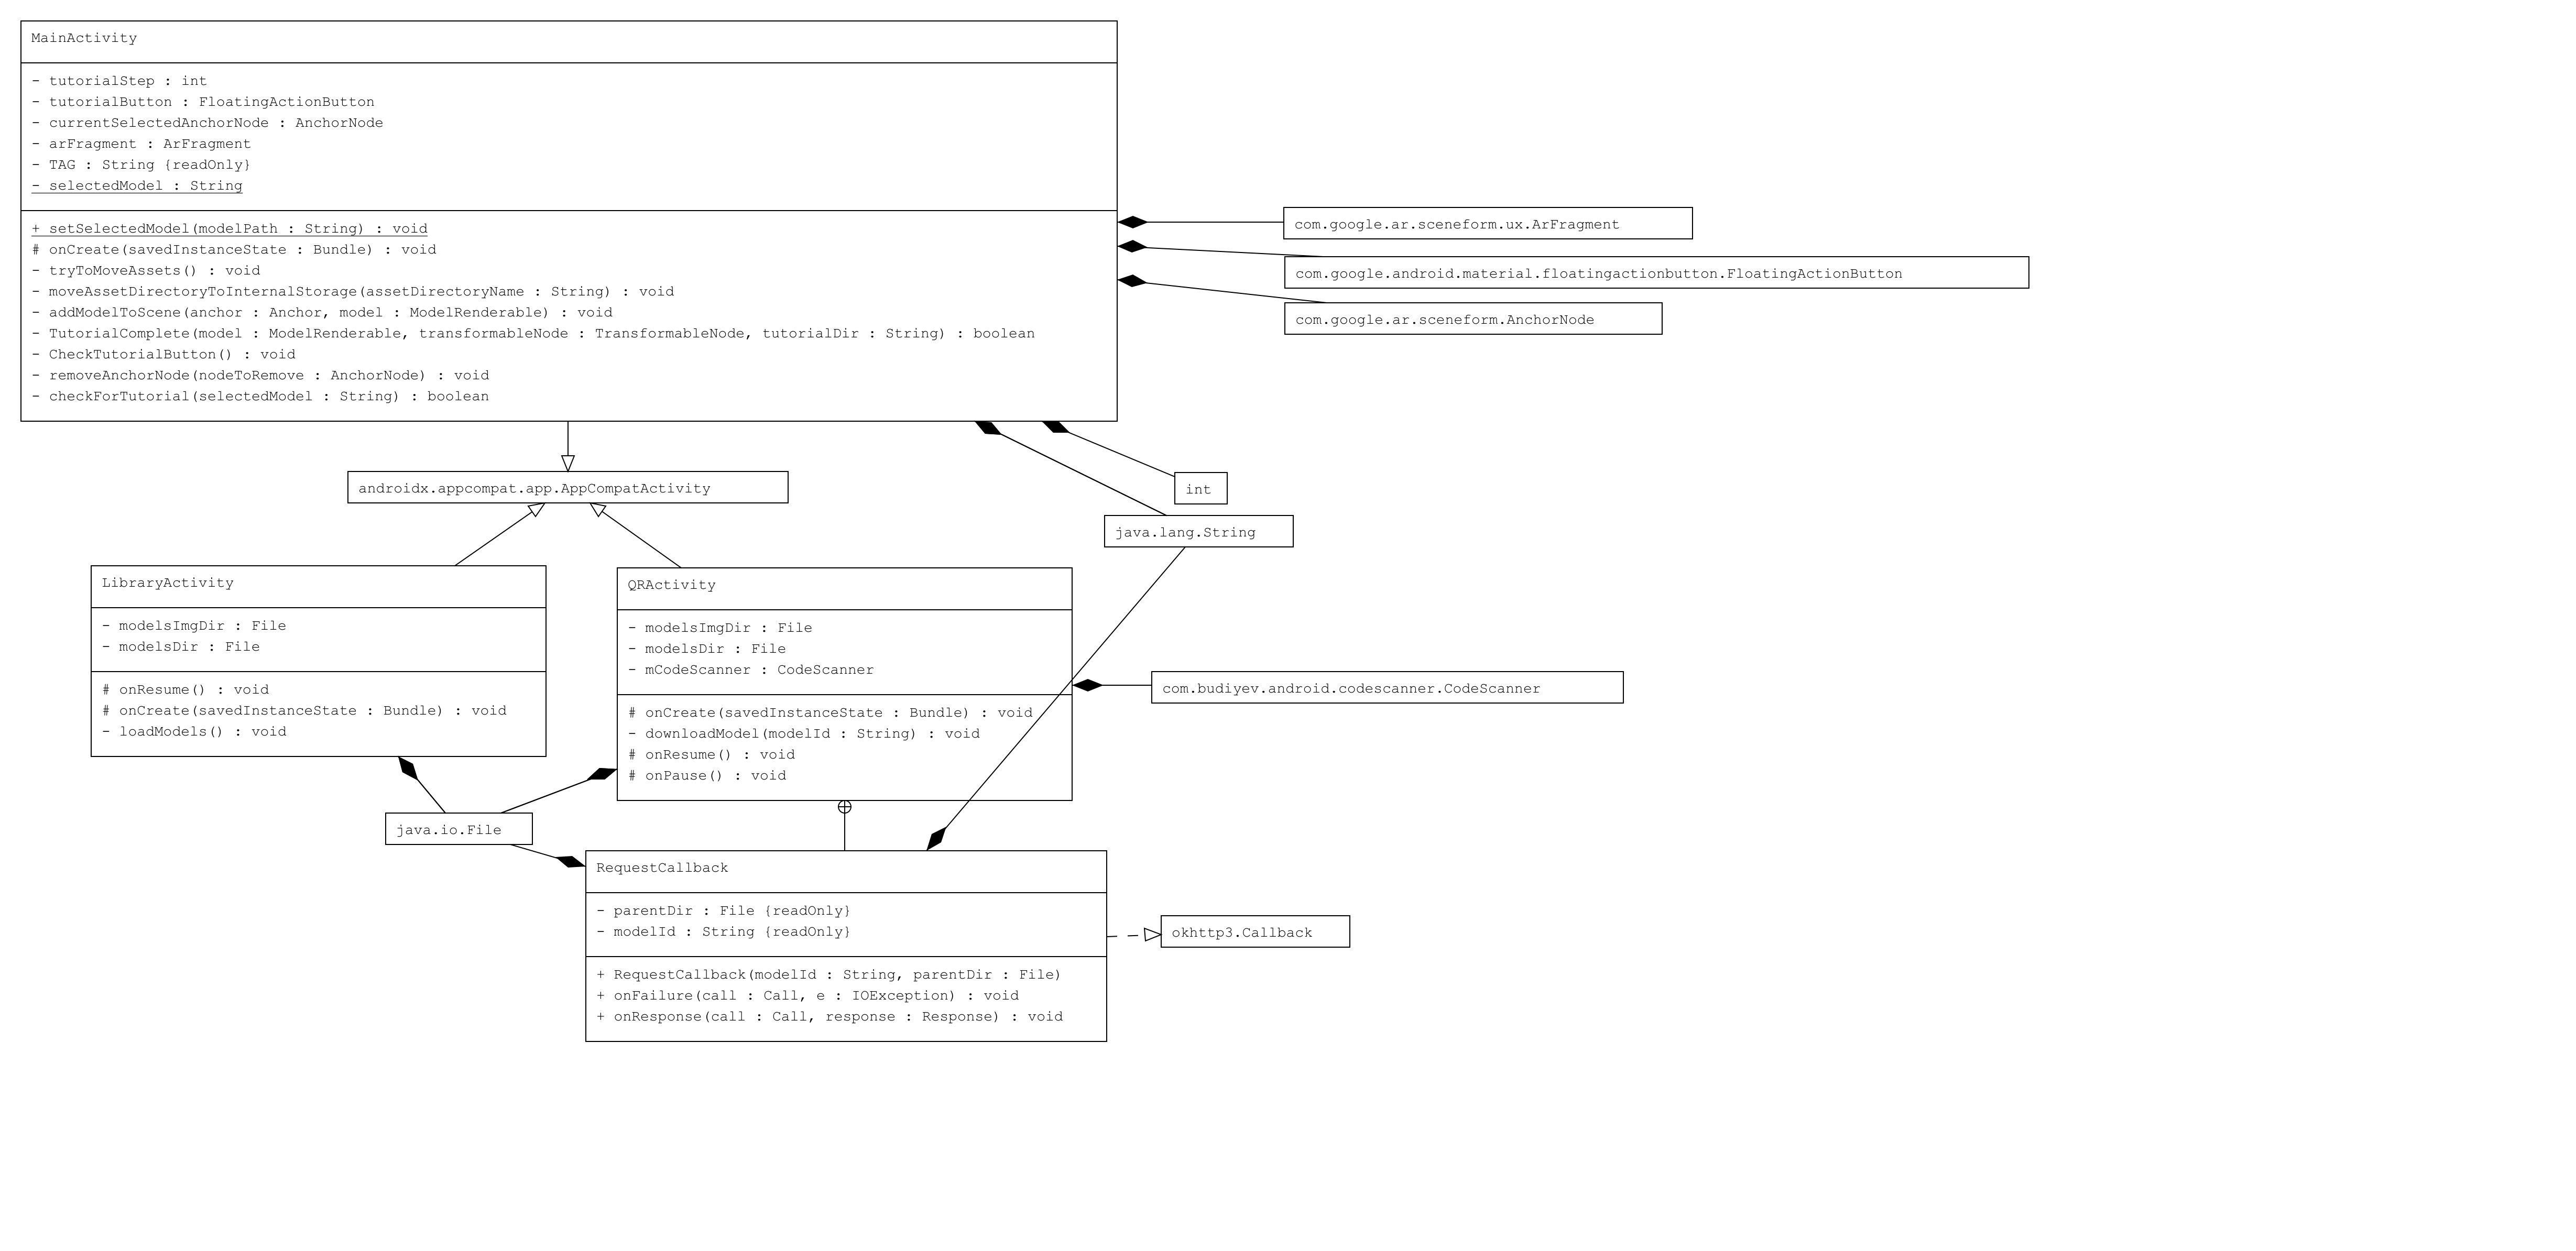 MainActivity
- tutorialStep : int
- tutorialButton : FloatingActionButton
- currentSelectedAnchorNode : AnchorNode
- arFragment : ArFragment
- TAG : String {readOnly}
- selectedModel : String
+ setSelectedModel(modelPath : String) : void
# onCreate(savedInstanceState : Bundle) : void
- tryToMoveAssets() : void
- moveAssetDirectoryToInternalStorage(assetDirectoryName : String) : void
- addModelToScene(anchor : Anchor, model : ModelRenderable) : void
- TutorialComplete(model : ModelRenderable, transformableNode : TransformableNode, tutorialDir : String) : boolean
- CheckTutorialButton() : void
- removeAnchorNode(nodeToRemove : AnchorNode) : void
- checkForTutorial(selectedModel : String) : boolean
com.google.ar.sceneform.ux.ArFragment
com.google.android.material.floatingactionbutton.FloatingActionButton
com.google.ar.sceneform.AnchorNode
androidx.appcompat.app.AppCompatActivity
int
java.lang.String
LibraryActivity
- modelsImgDir : File
- modelsDir : File
# onResume() : void
# onCreate(savedInstanceState : Bundle) : void
- loadModels() : void
QRActivity
- modelsImgDir : File
- modelsDir : File
- mCodeScanner : CodeScanner
# onCreate(savedInstanceState : Bundle) : void
- downloadModel(modelId : String) : void
# onResume() : void
# onPause() : void
com.budiyev.android.codescanner.CodeScanner
java.io.File
RequestCallback
- parentDir : File {readOnly}
- modelId : String {readOnly}
+ RequestCallback(modelId : String, parentDir : File)
+ onFailure(call : Call, e : IOException) : void
+ onResponse(call : Call, response : Response) : void
okhttp3.Callback